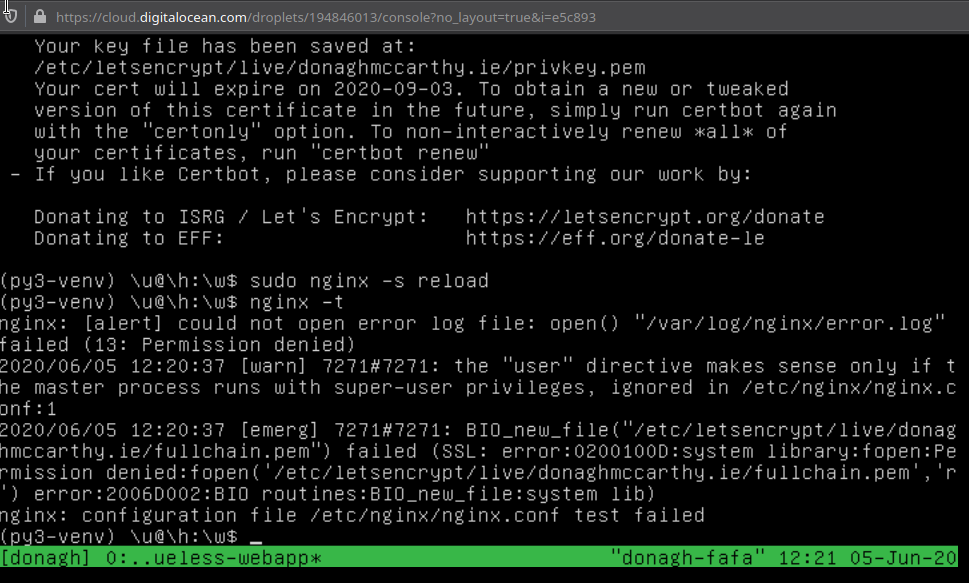 https://cloud.digitalocean.com/droplets/194846013/console?no_layout=true&i=e5c893
Your key file has been saved at:
/etc/letsencrypt/live/donaghmccarthy.ie/privkey.pem
Your cert will expire on 2020-09-03. To obtain a new or tweaked
version of this certificate in the future, simply run certbot again
with the "certonly" option. To non-interactively renew *all* of
your certificates, run "certbot renew"
- If you like Certbot, please consider supporting our work by:
Donating to ISRG / Let's Encrypt:   https://letsencrypt.org/donate
Donating to EFF:                    https://eff.org/donate-le
(py3-venv) \u@\h:\w$ sudo nginx -s reload
(py3-venv) \u@\h:\w$ nginx -t
nginx: [alert] could not open error log file: open() "/var/log/nginx/error.log"
failed (13: Permission denied)
2020/06/05 12:20:37 [warn] 7271#7271: the "user" directive makes sense only if t
he master process runs with super-user privileges, ignored in /etc/nginx/nginx.c
onf:1
2020/06/05 12:20:37 [emerg] 7271#7271: BIO_new_file("/etc/letsencrypt/live/donag
hmccarthy.ie/fullchain.pem") failed (SSL: error:0200100D:system library:fopen:Pe
rmission denied:fopen('/etc/letsencrypt/live/donaghmccarthy.ie/fullchain.pem','r
') error:2006D002:BIO routines:BIO_new_file:system lib)
nginx: configuration file /etc/nginx/nginx.conf test failed
(py3-venv) \u@\h:\w$ _
[donagh] 0:..ueless-webapp*                        "donagh-fafa" 12:21 05-Jun-20